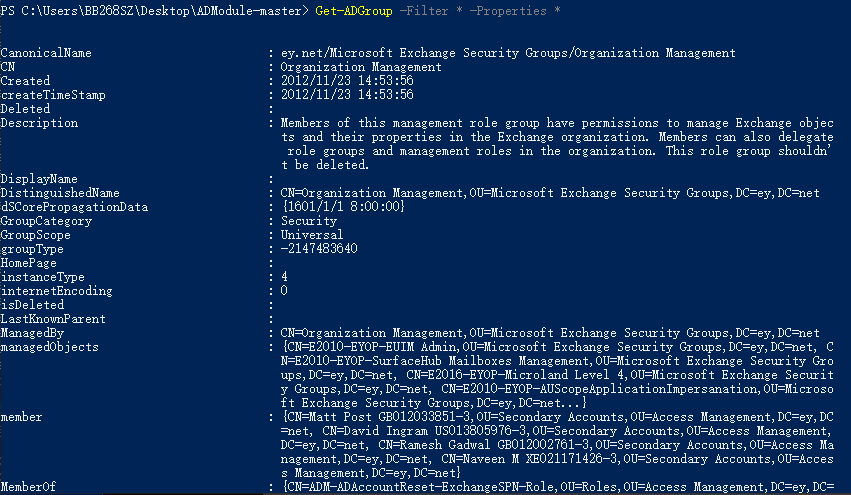 PS C:\Users\BB268SZ\Desktop\ADModule-master> Get-ADGroup -Filter * -Properties *
CanonicalName : ey.net/Microsoft Exchange Security Groups/Organization Management
CN : Organization Management
Created : 2012/11/23 14:53:56
createTimeStamp : 2012/11/23 14:53:56
Deleted :
Description : Members of this management role group have permissions to manage Exchange objec
ts and their properties in the Exchange organization. Members can also delegate
role groups and management roles in the organization. This role group shouldn'
t be deleted.
DisplayName :
DistinguishedName : CN=Organization Management,OU=Microsoft Exchange Security Groups,DC=ey,DC=net
dSCorePropagationData : {1601/1/1 8:00:00}
GroupCategory : Security
GroupScope : Universal
groupType : -2147483640
HomePage :
instanceType : 4
internetEncoding : 0
isDeleted :
LastKnownParent :
ManagedBy : CN=Organization Management,OU=Microsoft Exchange Security Groups,DC=ey,DC=net
managedObjects : {CN=E2010-EYOP-EUIM Admin,OU=Microsoft Exchange Security Groups,DC=ey,DC=net, C
N=E2010-EYOP-SurfaceHub Mailboxes Management,OU=Microsoft Exchange Security Gro
ups,DC=ey,DC=net, CN=E2016-EYOP-Microland Level 4,OU=Microsoft Exchange Securit
y Groups,DC=ey,DC=net, CN=E2010-EYOP-AUScopeApplicationImpersanation,OU=Microso
ft Exchange Security Groups,DC=ey,DC=net...}
member : {CN=Matt Post GB012033851-3,OU=Secondary Accounts,OU=Access Management,DC=ey,DC
=net, CN=David Ingram US013805976-3,OU=Secondary Accounts,OU=Access Management,
DC=ey,DC=net, CN=Ramesh Gadwal GB012002761-3,OU=Secondary Accounts,OU=Access Ma
nagement,DC=ey,DC=net, CN=Naveen M XE021171426-3,OU=Secondary Accounts,OU=Acces
s Management,DC=ey,DC=net}
MemberOf : {CN=ADM-ADAccountReset-ExchangeSPN-Role,OU=Roles,OU=Access Management,DC=ey,DC=